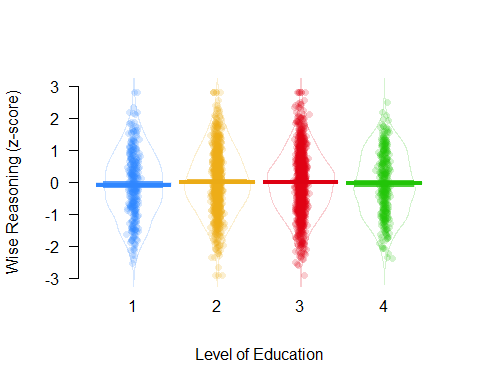 Wise Reasoning (z-score)
3
2
1
0
-1
-2
-3
1 2 3 4
Level of Education